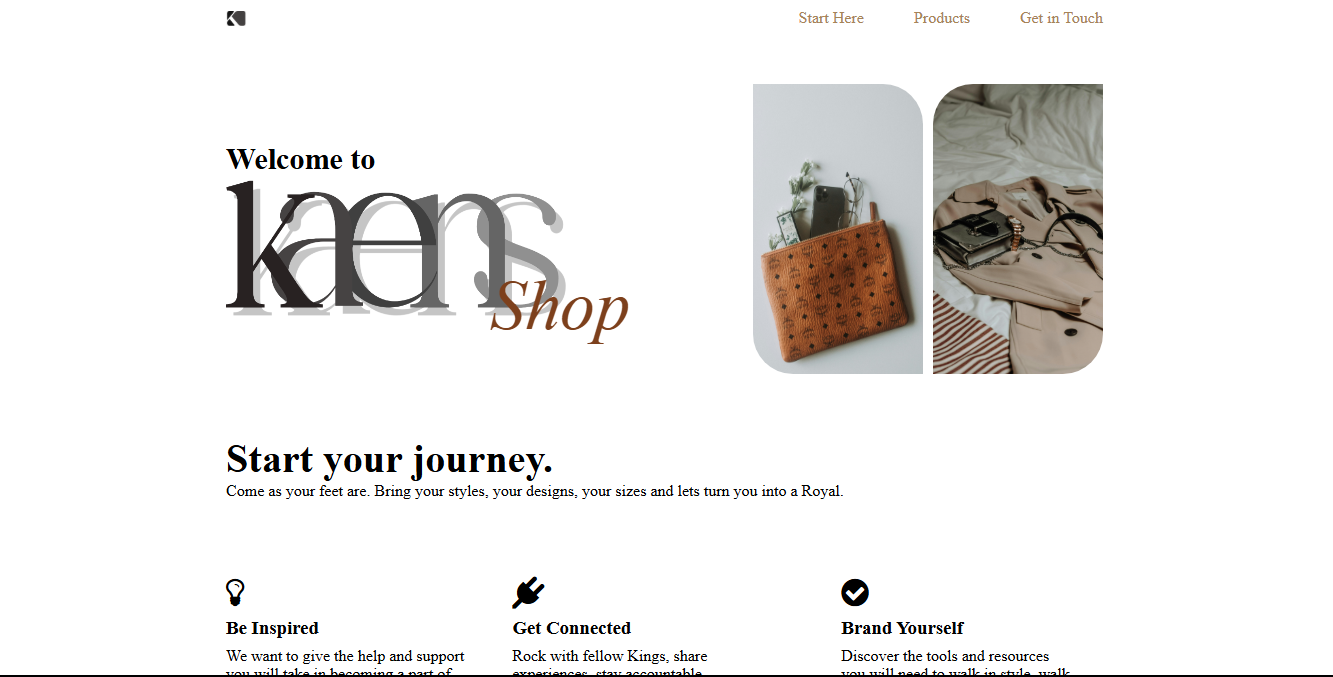 Start Here Products Get in Touch
Welcome to
kaens
Shop
Start your journey.
Come as your feet are. Bring your styles, your designs, your sizes and lets turn you into a Royal.
Be Inspired Get Connected Brand Yourself
We want to give the help and support Rock with fellow Kings, share Discover the tools and resources
you will take in becoming a part of experiences, stay accountable you will need to walk in style, walk